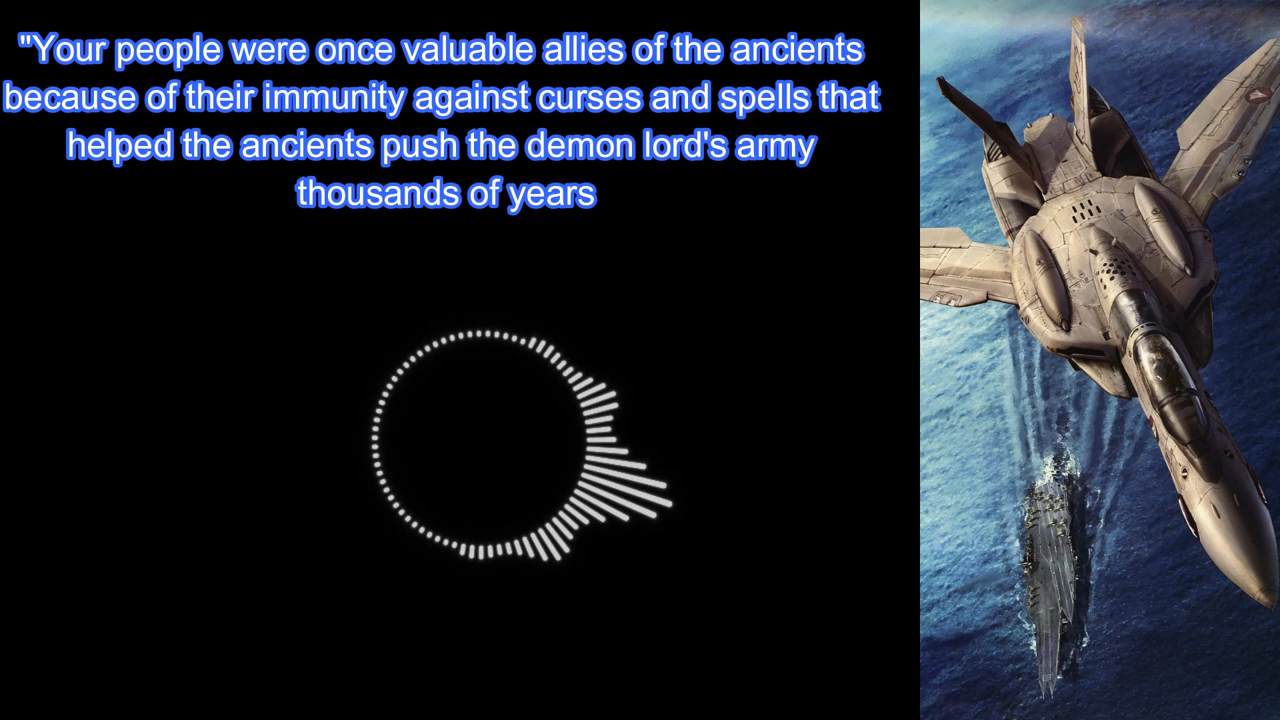 "Your people were once valuable allies of the ancients
because of their immunity against curses and spells that
helped the ancients push the demon lord's army
thousands of years